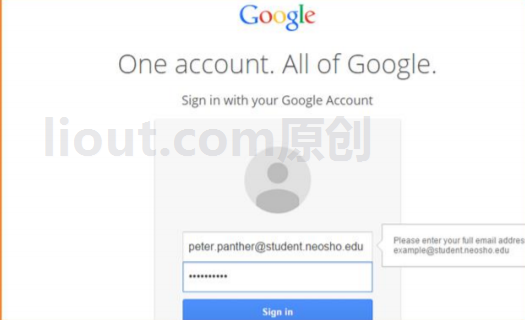 Google
One account. All of Google.
Sign in with your Google Account
liout.com原创
peter.panther@student.neosho.edu
Please enter your full email addres
example@student.neosho.edu
••••••••••
Sign in